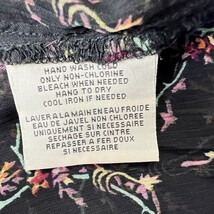 HAND WASH COLD
ONLY NON-CHLORINE
BLEACH WHEN NEEDED
HANG TO DRY
COOL IRON IF NEEDED
LAVER A LA MAIN EN EAU FROIDE
EAU DE JAVEL NON CHLOREE
UNIQUEMENT SI NECESSAIRE
SECHAGE SUR CINTRE
REPASSER A FER DOUX
SI NECESSAIRE